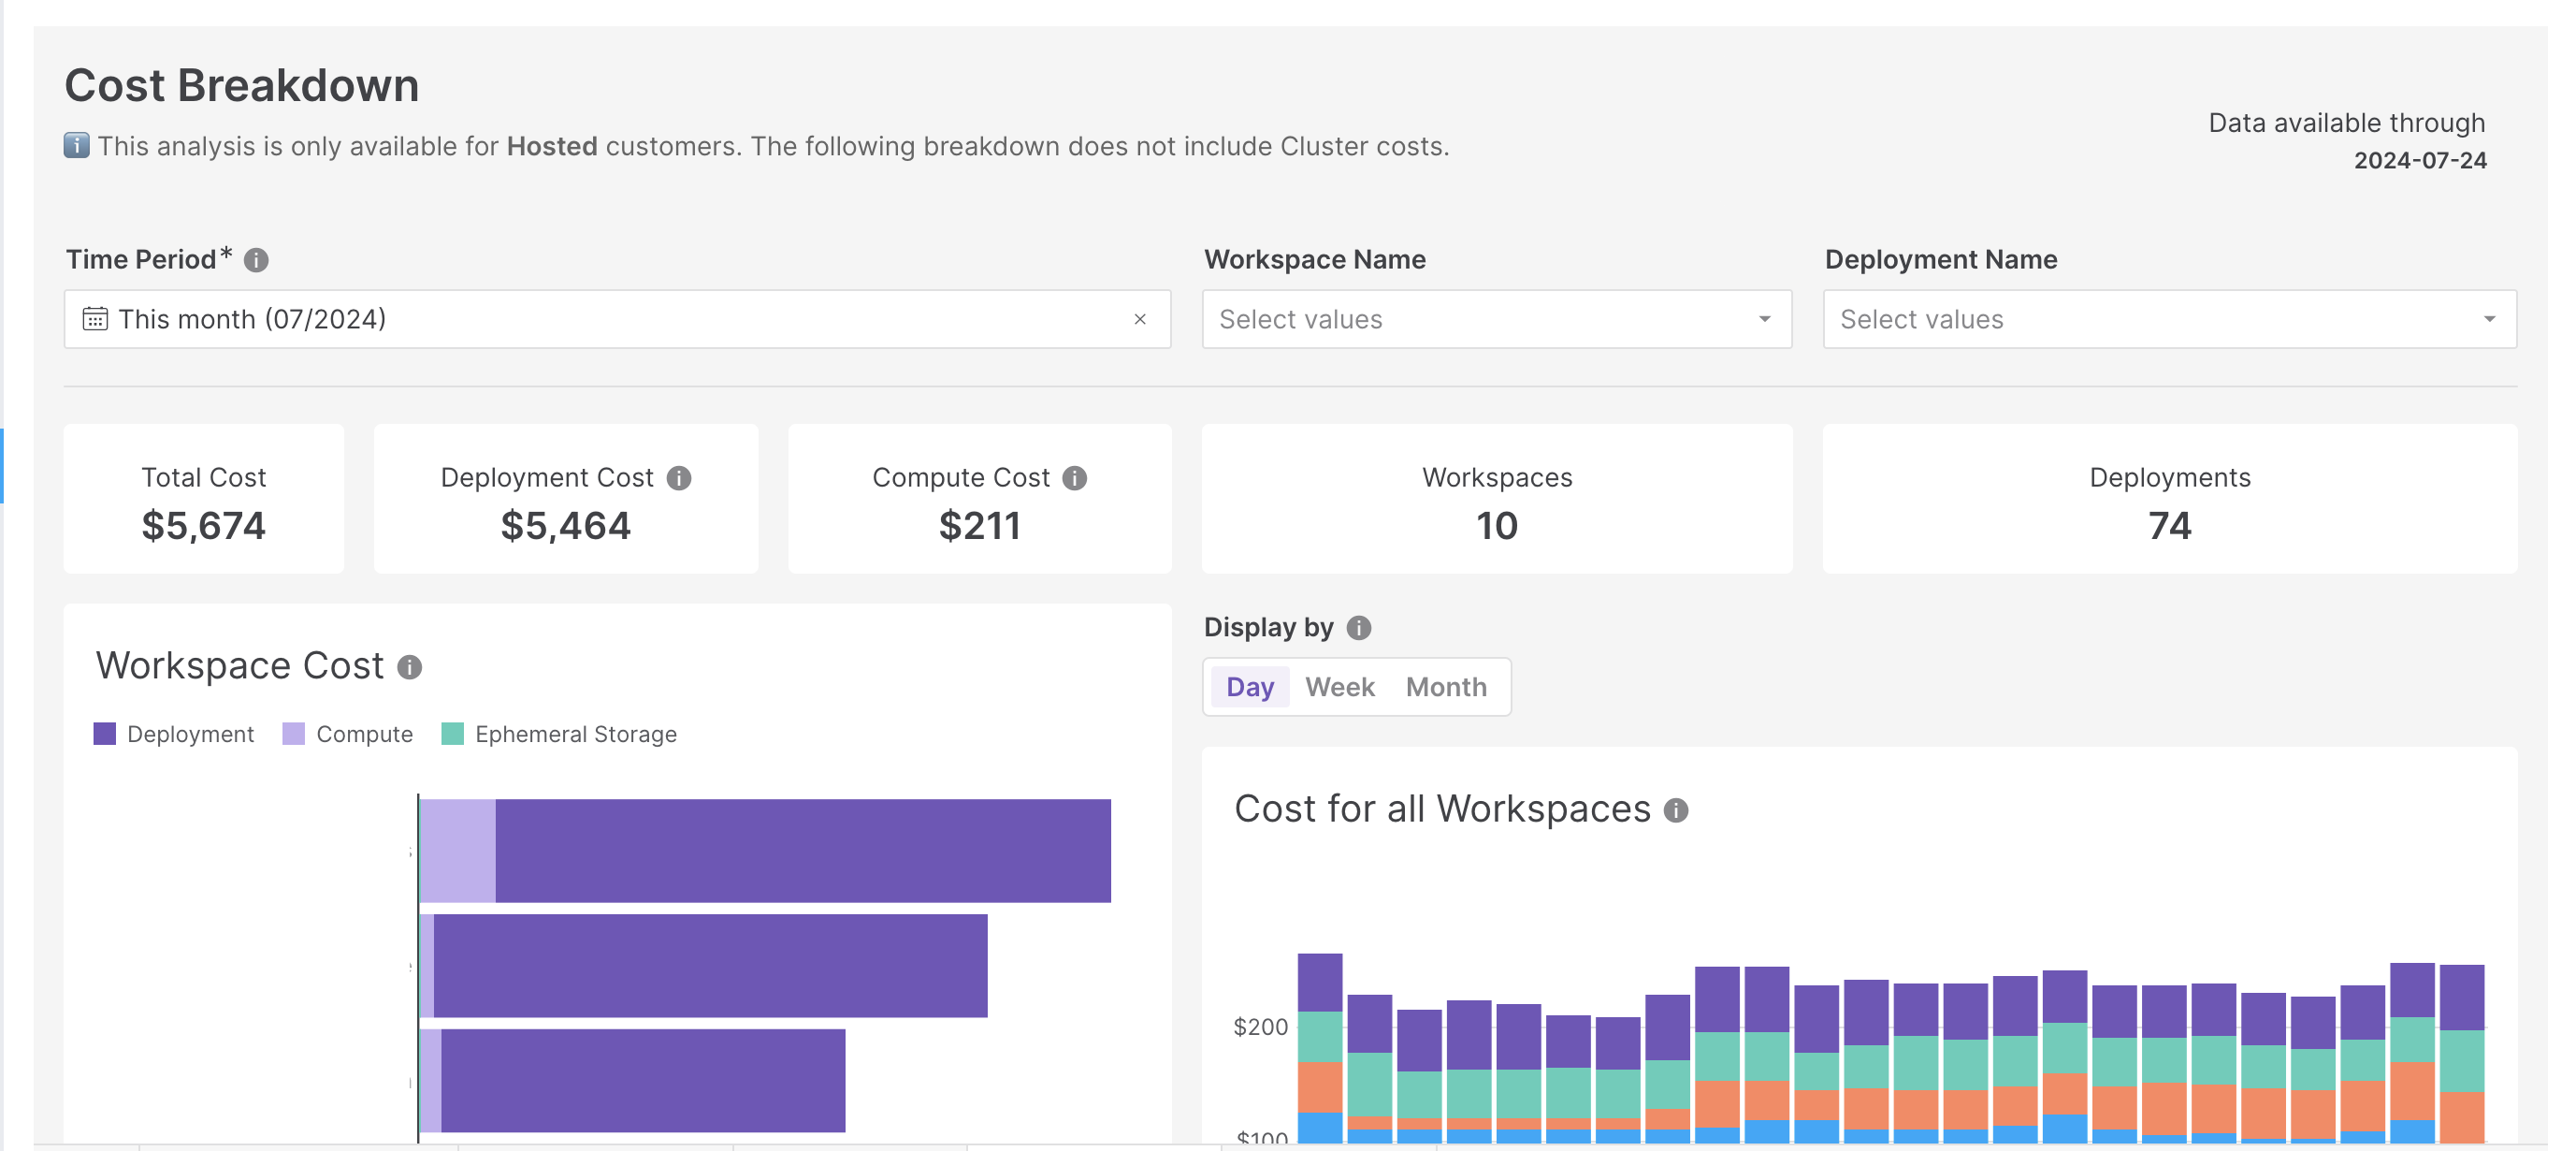 Cost Breakdown
This analysis is only available for Hosted customers. The following breakdown does not include Cluster costs.
Data available through
2024-07-24
Time Period*
Workspace Name
Deployment Name
This month (07/2024)
Select values
Select values
Total Cost
$5,674
Deployment Cost
$5,464
Compute Cost
$211
Workspaces
10
Deployments
74
Workspace Cost
Deployment Compute Ephemeral Storage
Display by
Day Week Month
Cost for all Workspaces
$200
$100